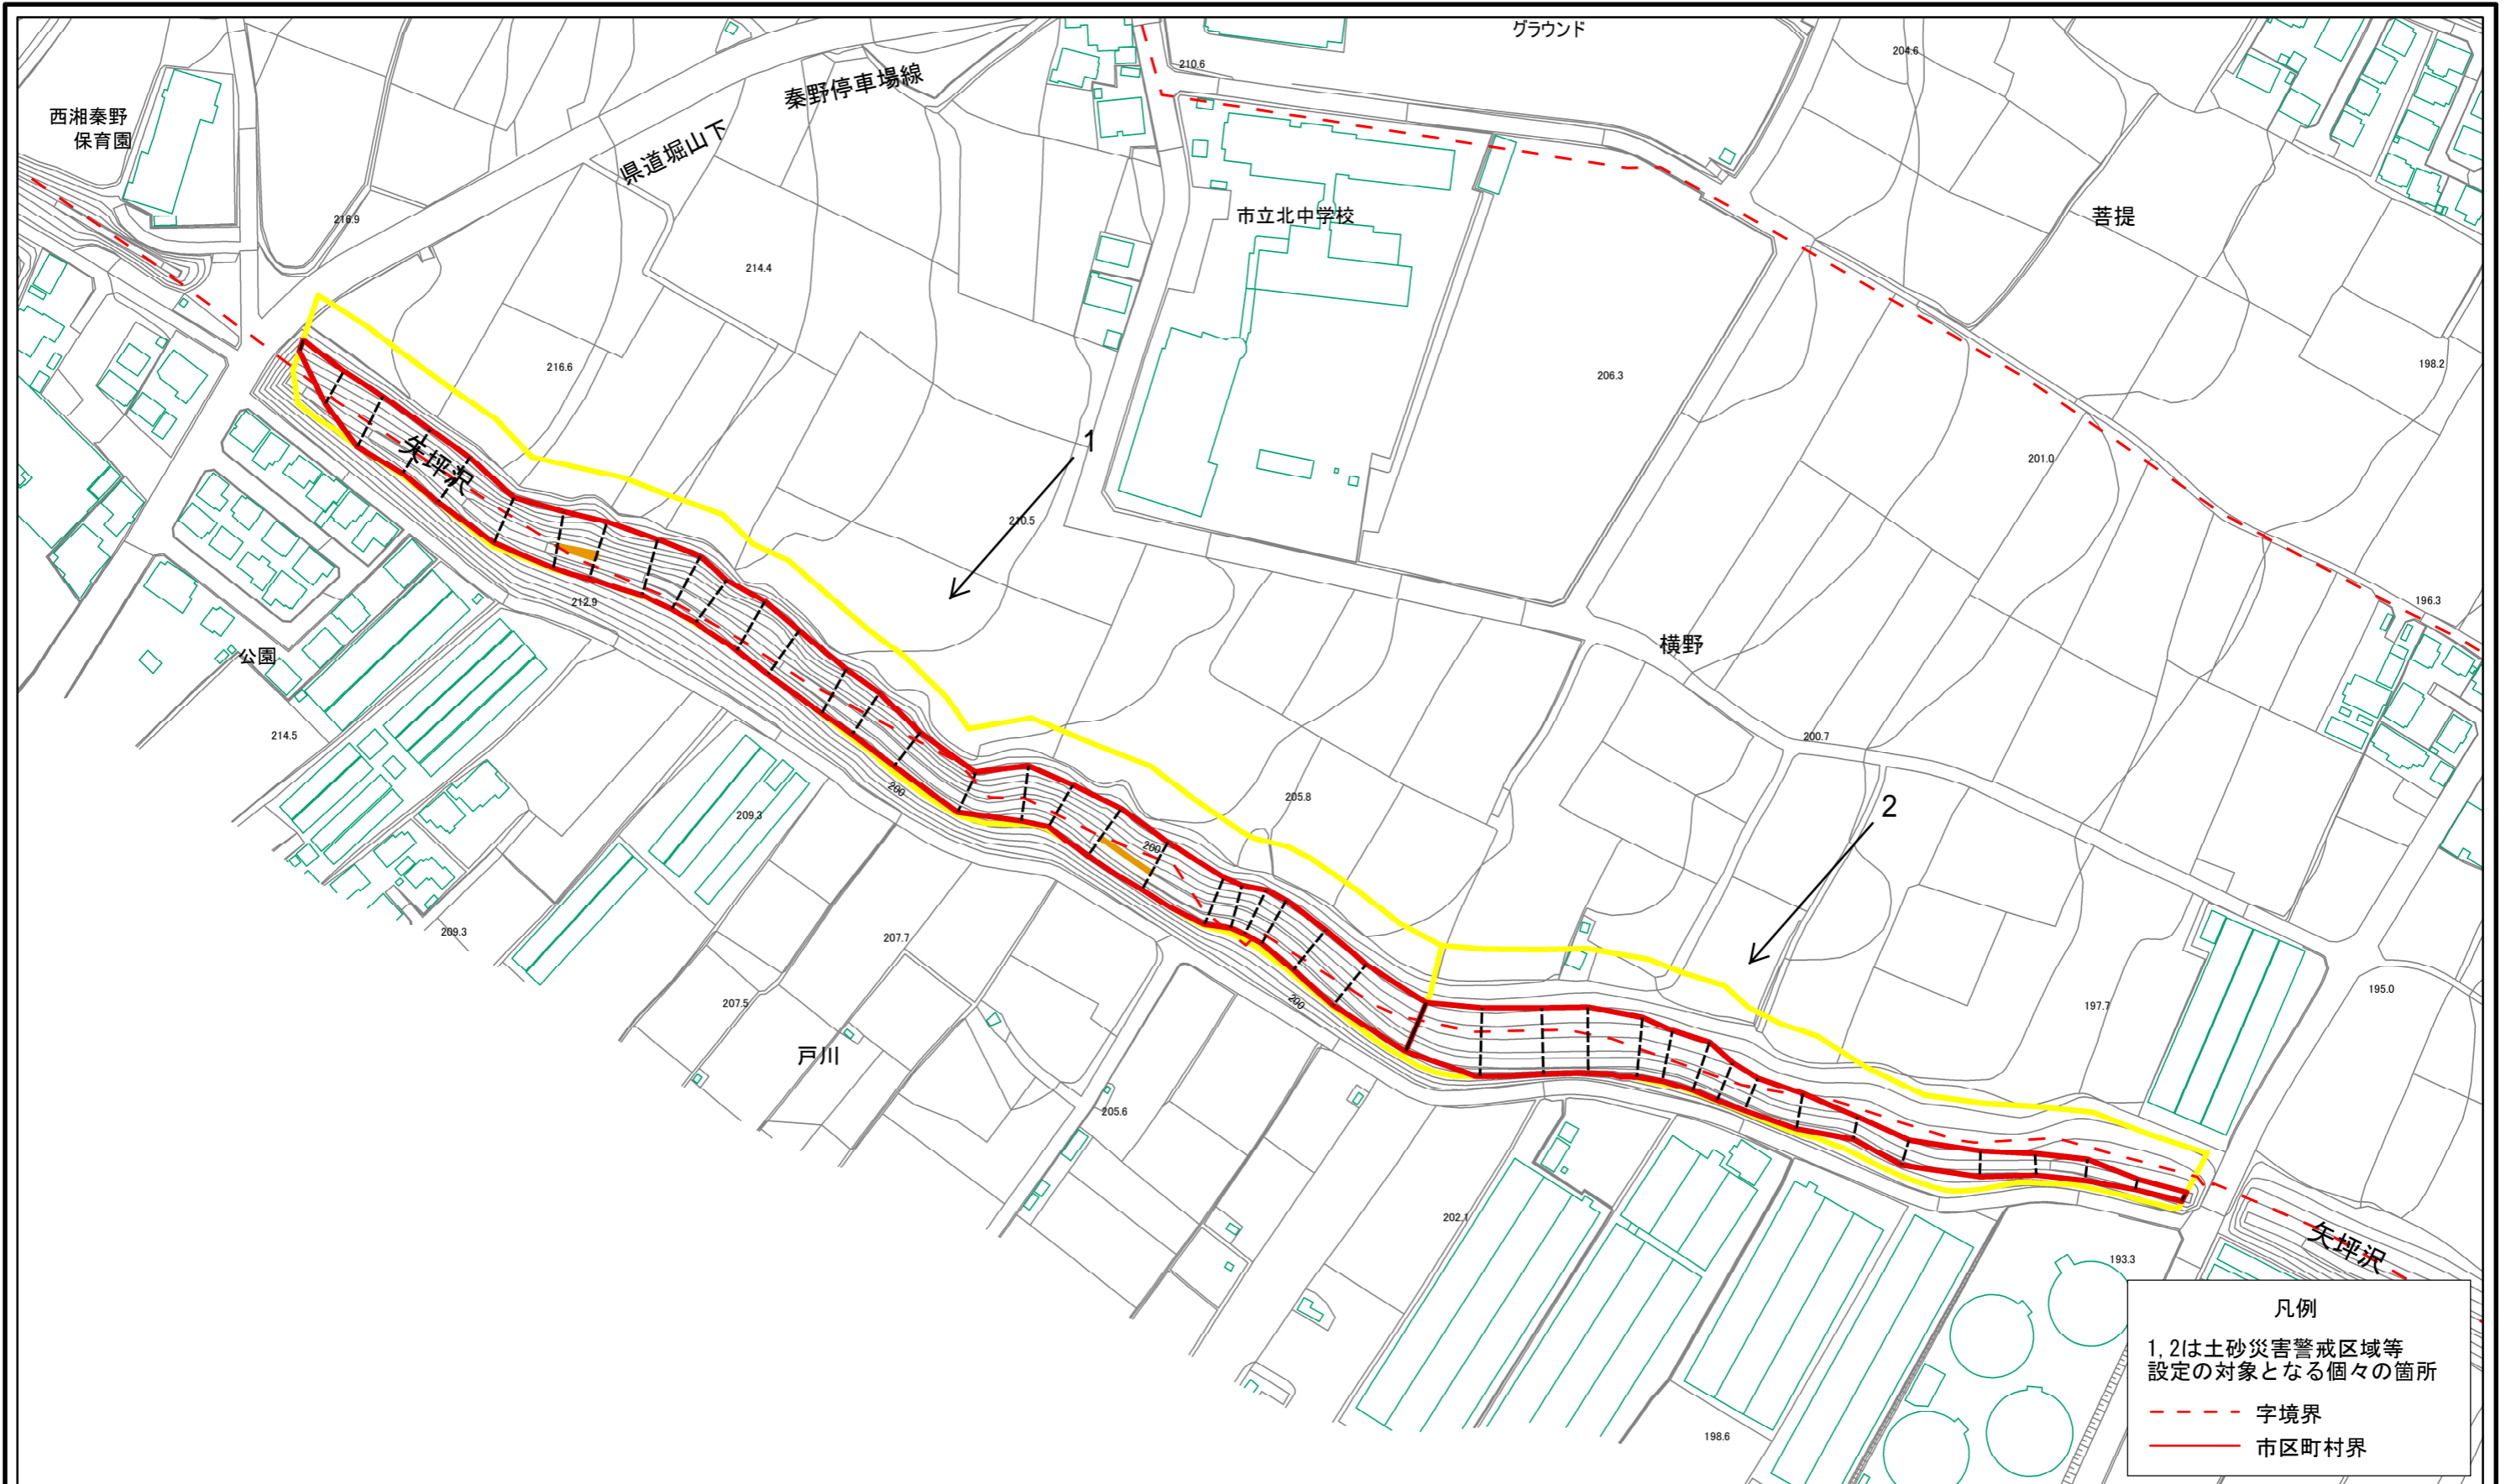 グラウンド
204.6
210.6
秦野停車場線
県道堀山下
西湘秦野
保育園
216.9
市立北中学校
菩提
214.4
216.6
206.3
198.2
1
矢坪沢
201.0
210.5
212.9
196.3
公園
横野
214.5
200.7
200
209.3
205.8
2
200
209.3
207.7
207.5
200
197.7
195.0
戸川
205.6
202.1
矢坪沢
193.3
198.6
凡例
1,2は土砂災害警戒区域等
設定の対象となる個々の箇所
字境界
市区町村界